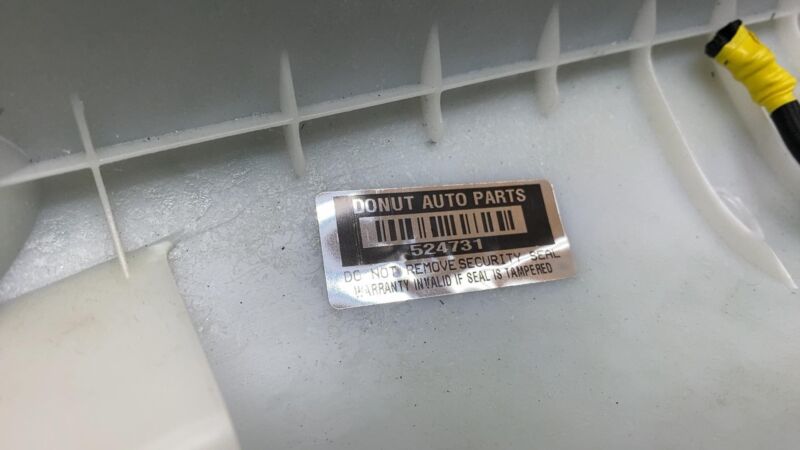 DONUT AUTO PARTS
524731
DO NOT REMOVE SECURITY SEAL
WARRANTY INVALID IF SEAL IS TAMPERED